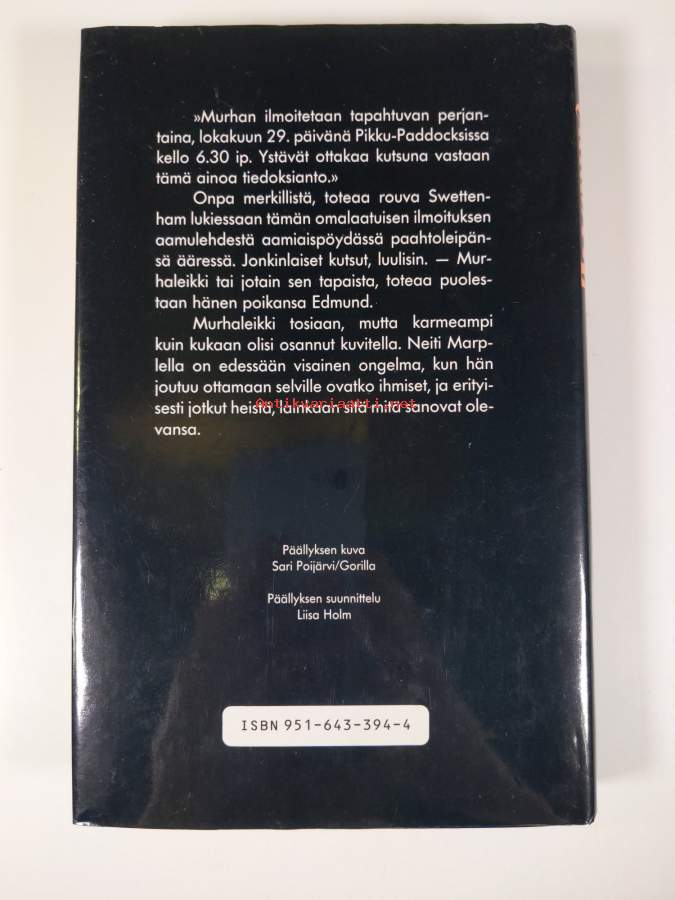 »Murhan ilmoitetaan tapahtuvan perjan-
taina, lokakuun 29. päivänä Pikku-Paddocksissa
kello 6.30 ip. Ystävät ottakaa kutsuna vastaan
tämä ainoa tiedoksianto.»
Onpa merkillistä, toteaa rouva Swetten-
ham lukiessaan tämän omalaatuisen ilmoituksen
aamulehdestä aamiaispöydässä paahtoleipän-
sä ääressä. Jonkinlaiset kutsut, luulisin. — Mur-
haleikki tai jotain sen tapaista, toteaa puoles-
taan hänen poikansa Edmund.
Murhaleikki tosiaan, mutta karmeampi
kuin kukaan olisi osannut kuvitella. Neiti Marp-
lella on edessään visainen ongelma, kun hän
joutuu ottamaan selville ovatko ihmiset, ja erityi-
sesti jotkut heistä, lainkaan sitä mitä sanovat ole-
vansa.
Antikvariaatti.net
Päällyksen kuva
Sari Poijärvi/Gorilla
Päällyksen suunnittelu
Liisa Holm
ISBN 951-643-394-4